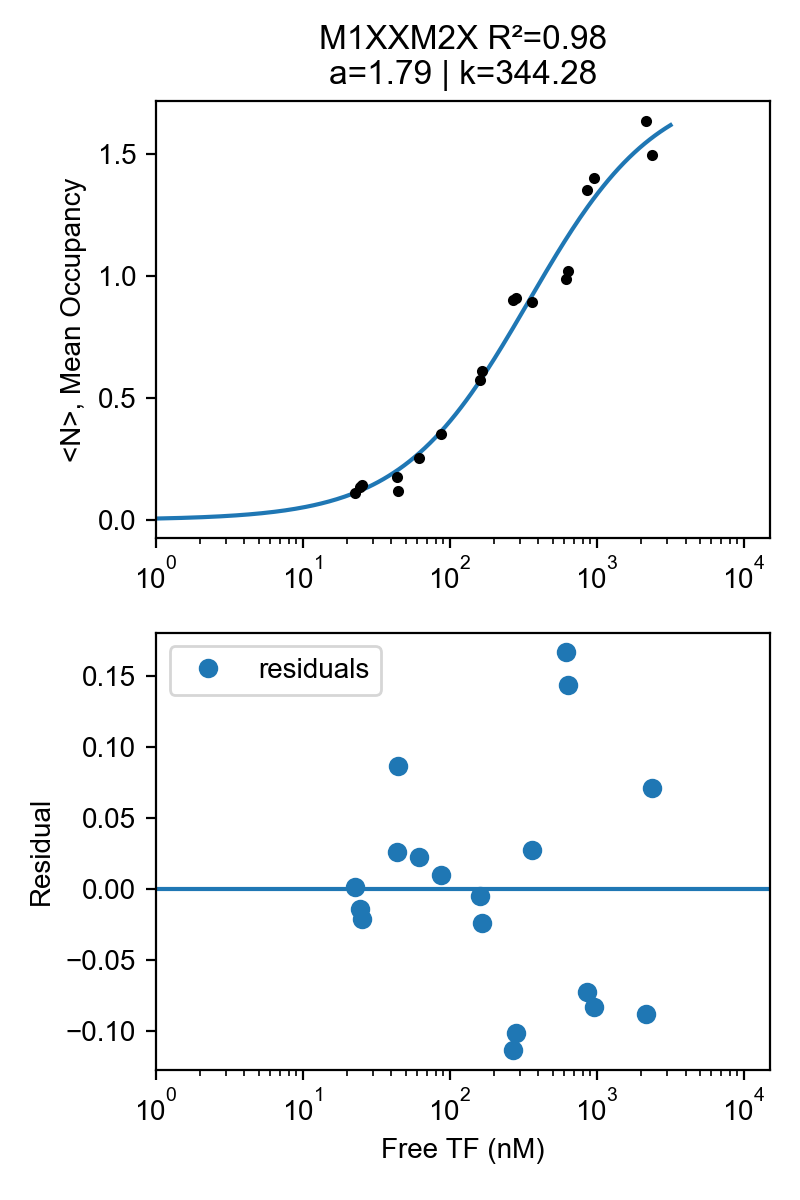 M1XXM2X R²=0.98
a=1.79 | k=344.28
<N>, Mean Occupancy
1.5
1.0
0.5
0.0
10⁰ 10¹ 10² 10³ 10⁴
residuals
Residual
0.15
0.10
0.05
0.00
−0.05
−0.10
10⁰ 10¹ 10² 10³ 10⁴
Free TF (nM)